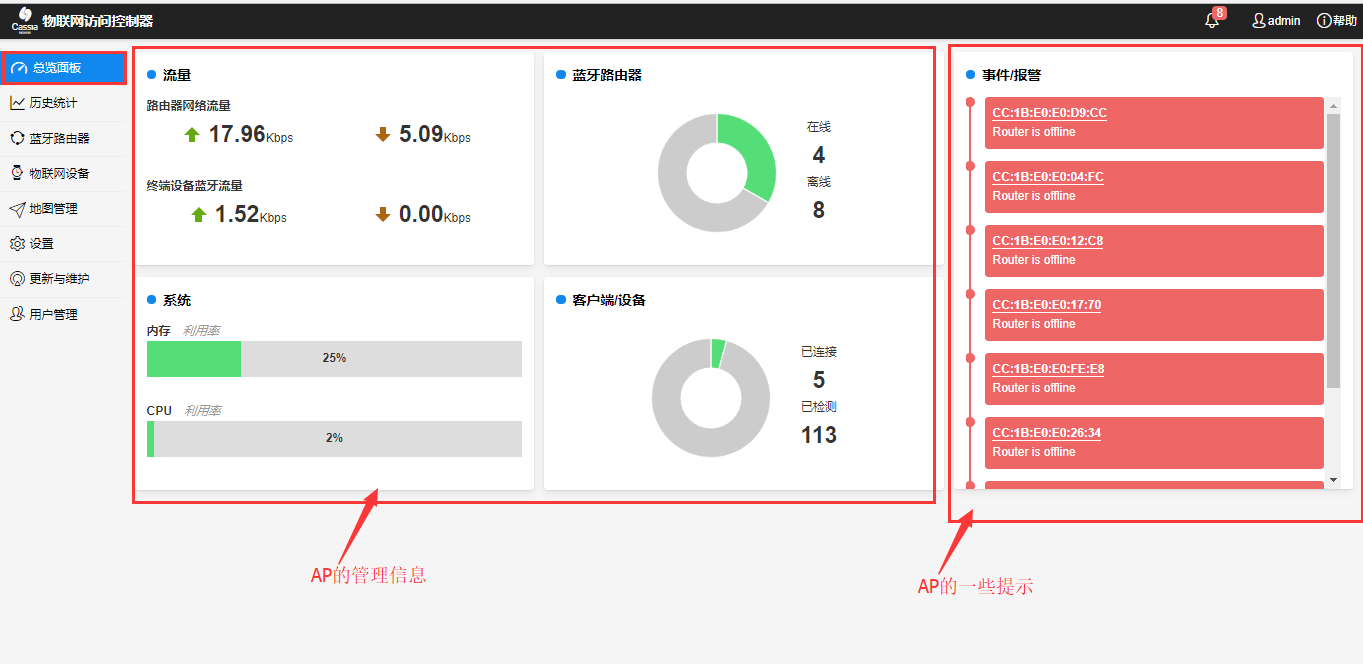 Cassia
物联网访问控制器
8
admin
帮助
总览面板
历史统计
蓝牙路由器
物联网设备
地图管理
设置
更新与维护
用户管理
流量
路由器网络流量
17.96Kbps 5.09Kbps
终端设备蓝牙流量
1.52Kbps 0.00Kbps
蓝牙路由器
在线
4
离线
8
系统
内存 利用率
25%
CPU 利用率
2%
客户端/设备
已连接
5
已检测
113
事件/报警
CC:1B:E0:E0:D9:CC
Router is offline
CC:1B:E0:E0:04:FC
Router is offline
CC:1B:E0:E0:12:C8
Router is offline
CC:1B:E0:E0:17:70
Router is offline
CC:1B:E0:E0:FE:E8
Router is offline
CC:1B:E0:E0:26:34
Router is offline
AP的管理信息
AP的一些提示